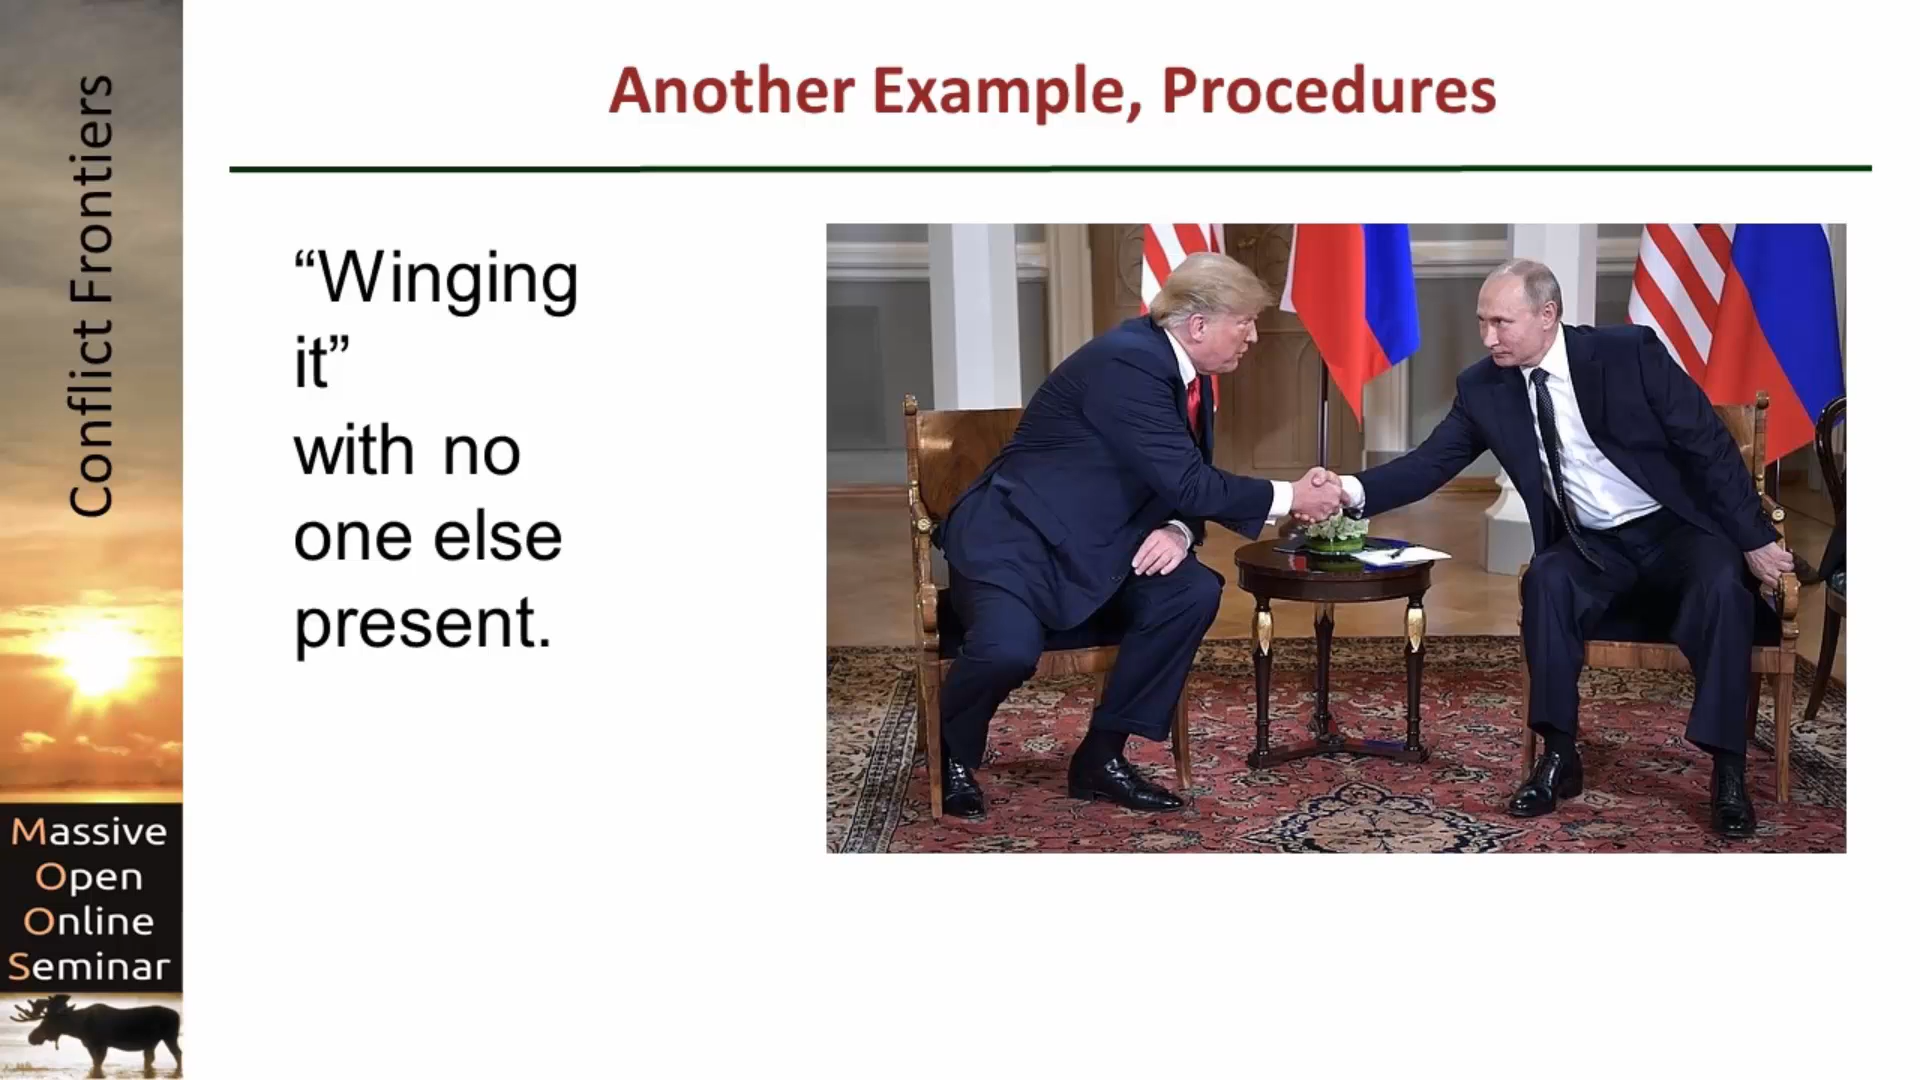 Conflict Frontiers
Another Example, Procedures
“Winging
it”
with no
one else
present.
Massive
Open
Online
Seminar